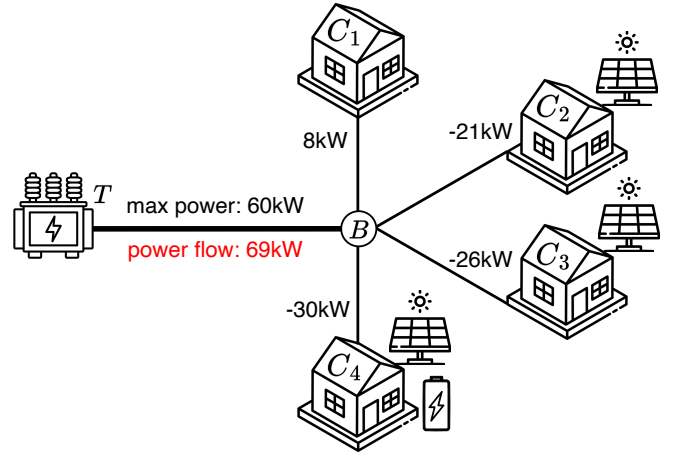 C₁
8kW
C₂
-21kW
T
max power: 60kW
B
power flow: 69kW
C₃
-26kW
-30kW
C₄